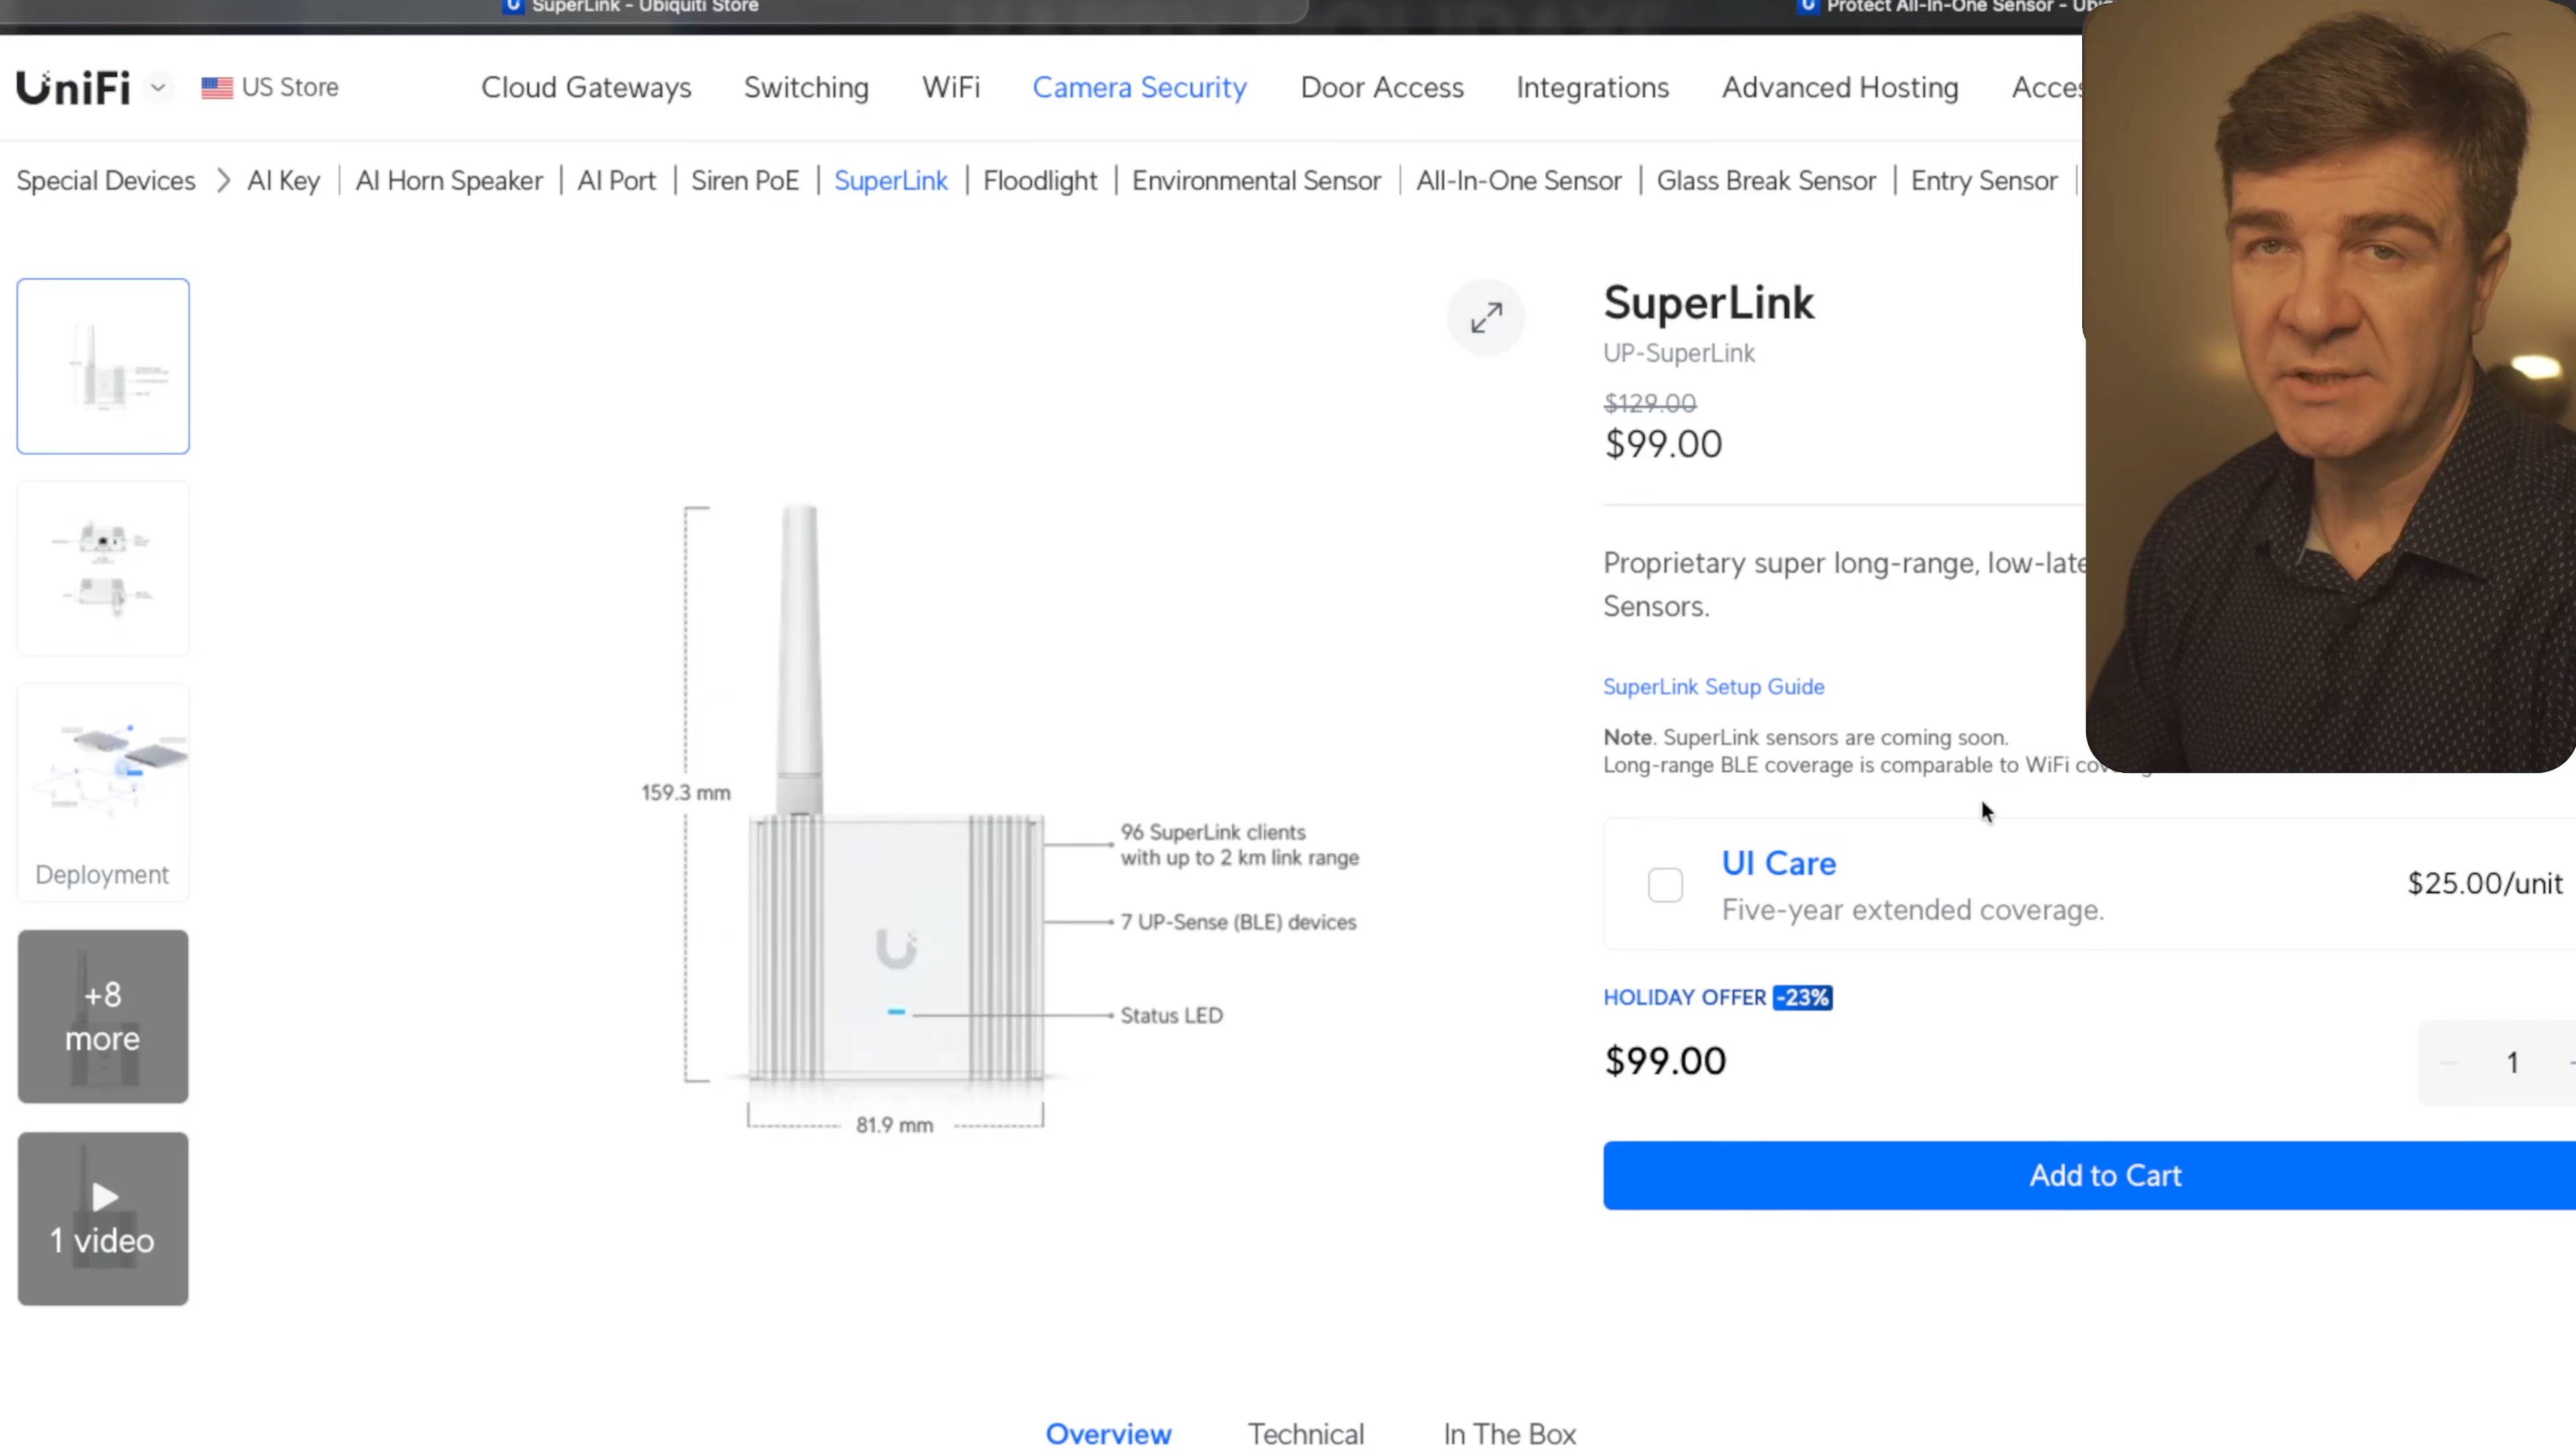 SuperLink - Ubiquiti Store
Protect All-In-One Sensor -
UniFi
US Store
Cloud Gateways
Switching
WiFi
Camera Security
Door Access
Integrations
Advanced Hosting
Special Devices
AI Key
AI Horn Speaker
AI Port
Siren PoE
SuperLink
Floodlight
Environmental Sensor
All-In-One Sensor
Glass Break Sensor
Entry Sensor
Deployment
+8
more
1 video
159.3 mm
96 SuperLink clients
with up to 2 km link range
7 UP-Sense (BLE) devices
Status LED
81.9 mm
SuperLink
UP-SuperLink
$129.00
$99.00
Proprietary super long-range,
Sensors.
SuperLink Setup Guide
Note. SuperLink sensors are coming soon.
Long-range BLE coverage is comparable to WiFi
UI Care
Five-year extended coverage.
$25.00/unit
HOLIDAY OFFER -23%
$99.00
1
Add to Cart
Overview
Technical
In The Box